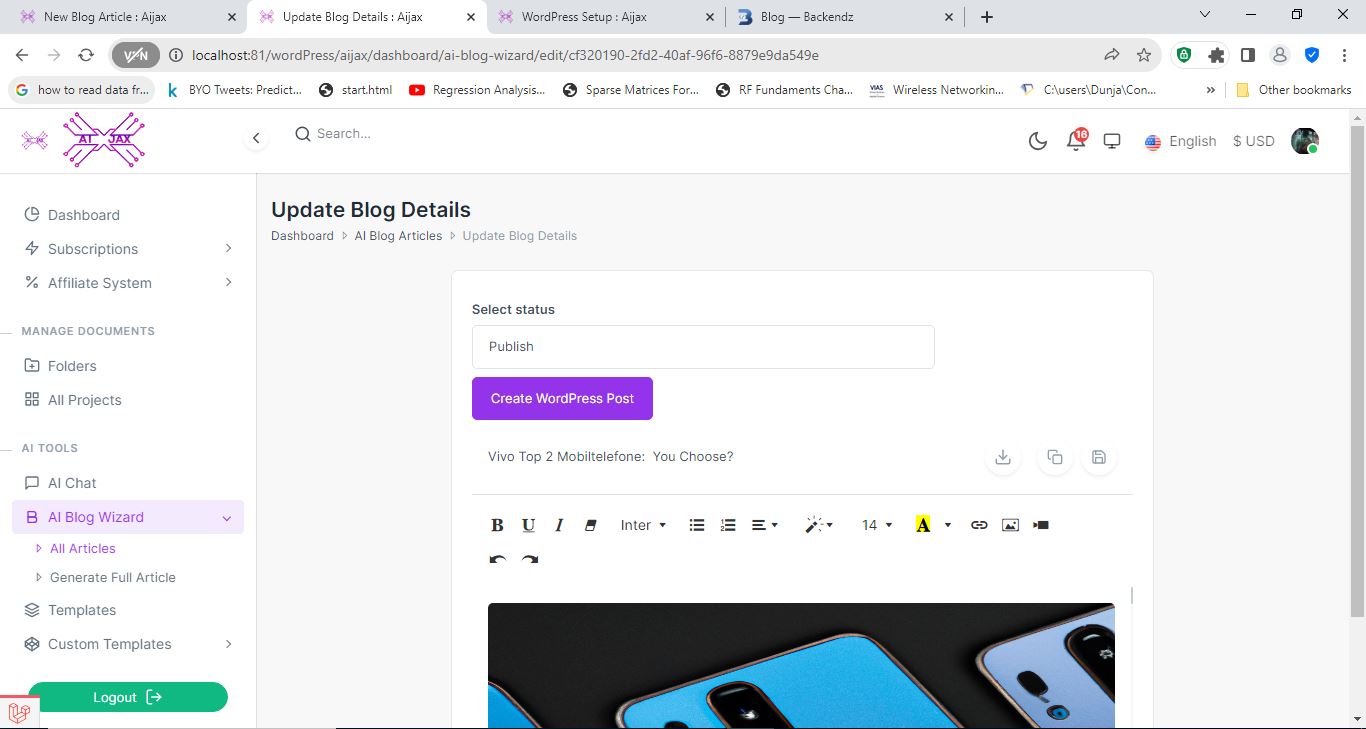 New Blog Article : Aijax
Update Blog Details : Aijax
WordPress Setup : Aijax
Blog — Backendz
VPN
localhost:81/wordPress/aijax/dashboard/ai-blog-wizard/edit/cf320190-2fd2-40af-96f6-8879e9da549e
how to read data fr...
BYO Tweets: Predict...
start.html
Regression Analysis...
Sparse Matrices For...
RF Fundaments Cha...
VIAS
Wireless Networkin...
C:\users\Dunja\Con...
»
Other bookmarks
AI JAX
Search...
16
English
$ USD
Dashboard
Subscriptions
Affiliate System
MANAGE DOCUMENTS
Folders
All Projects
AI TOOLS
AI Chat
AI Blog Wizard
All Articles
Generate Full Article
Templates
Custom Templates
Logout
Update Blog Details
Dashboard
AI Blog Articles
Update Blog Details
Select status
Publish
Create WordPress Post
Vivo Top 2 Mobiltelefone: You Choose?
B U I
Inter
14
A